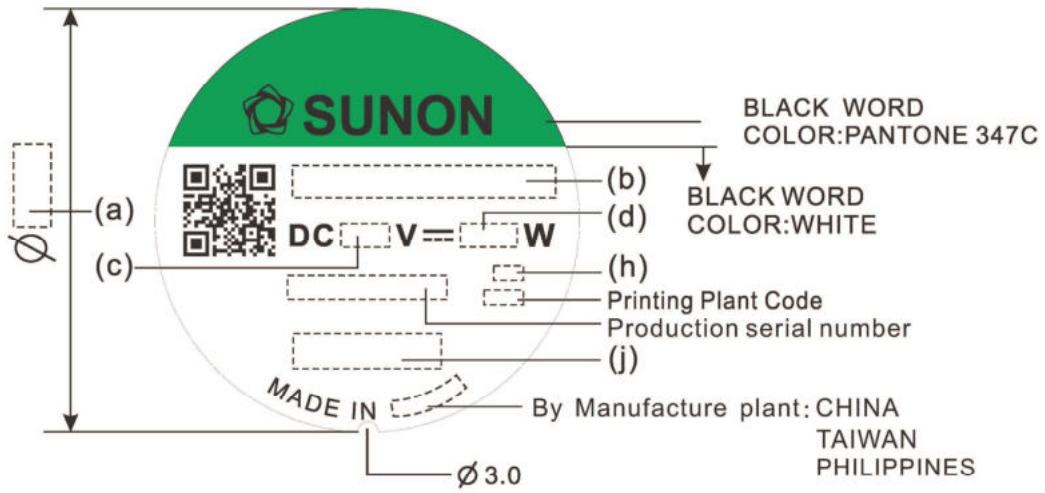 SUNON
BLACK WORD
COLOR:PANTONE 347C
(b)
BLACK WORD
COLOR:WHITE
(a)
(d)
DC V W
Ø
(c)
(h)
Printing Plant Code
Production serial number
(j)
MADE IN
By Manufacture plant: CHINA
TAIWAN
PHILIPPINES
Ø 3.0